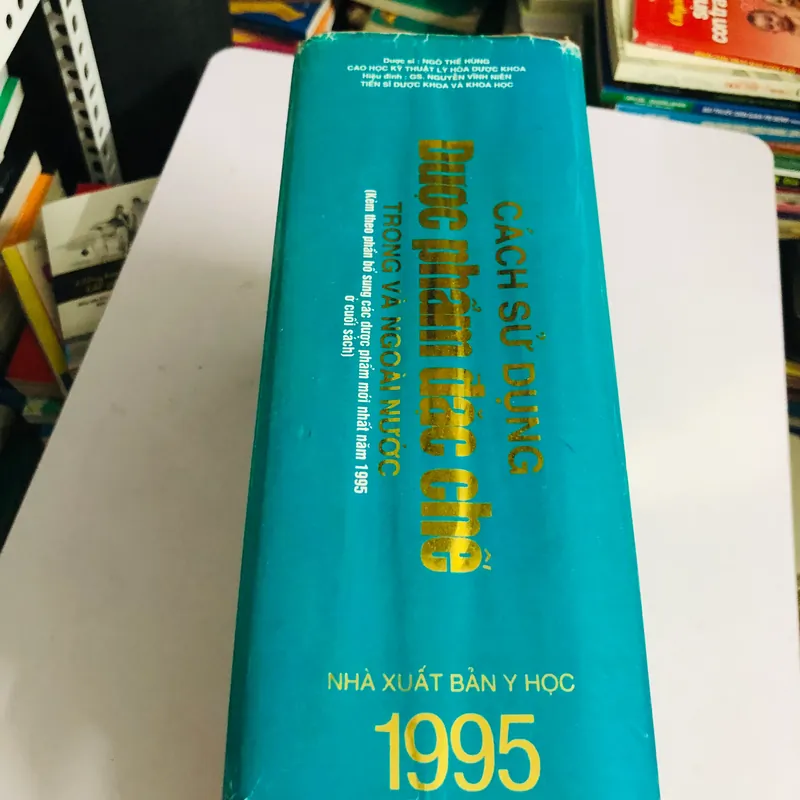 Dược sĩ : NGÔ THẾ HÙNG
CAO HỌC KỸ THUẬT LÝ HÓA DƯỢC KHOA
Hiệu đính : GS. NGUYỄN VĨNH NIÊN
TIẾN SĨ DƯỢC KHOA VÀ KHOA HỌC
CÁCH SỬ DỤNG
Dược phẩm đặc chế
TRONG VÀ NGOÀI NƯỚC
(Kèm theo phần bổ sung các dược phẩm mới nhất năm 1995
ở cuối sách)
NHÀ XUẤT BẢN Y HỌC
1995